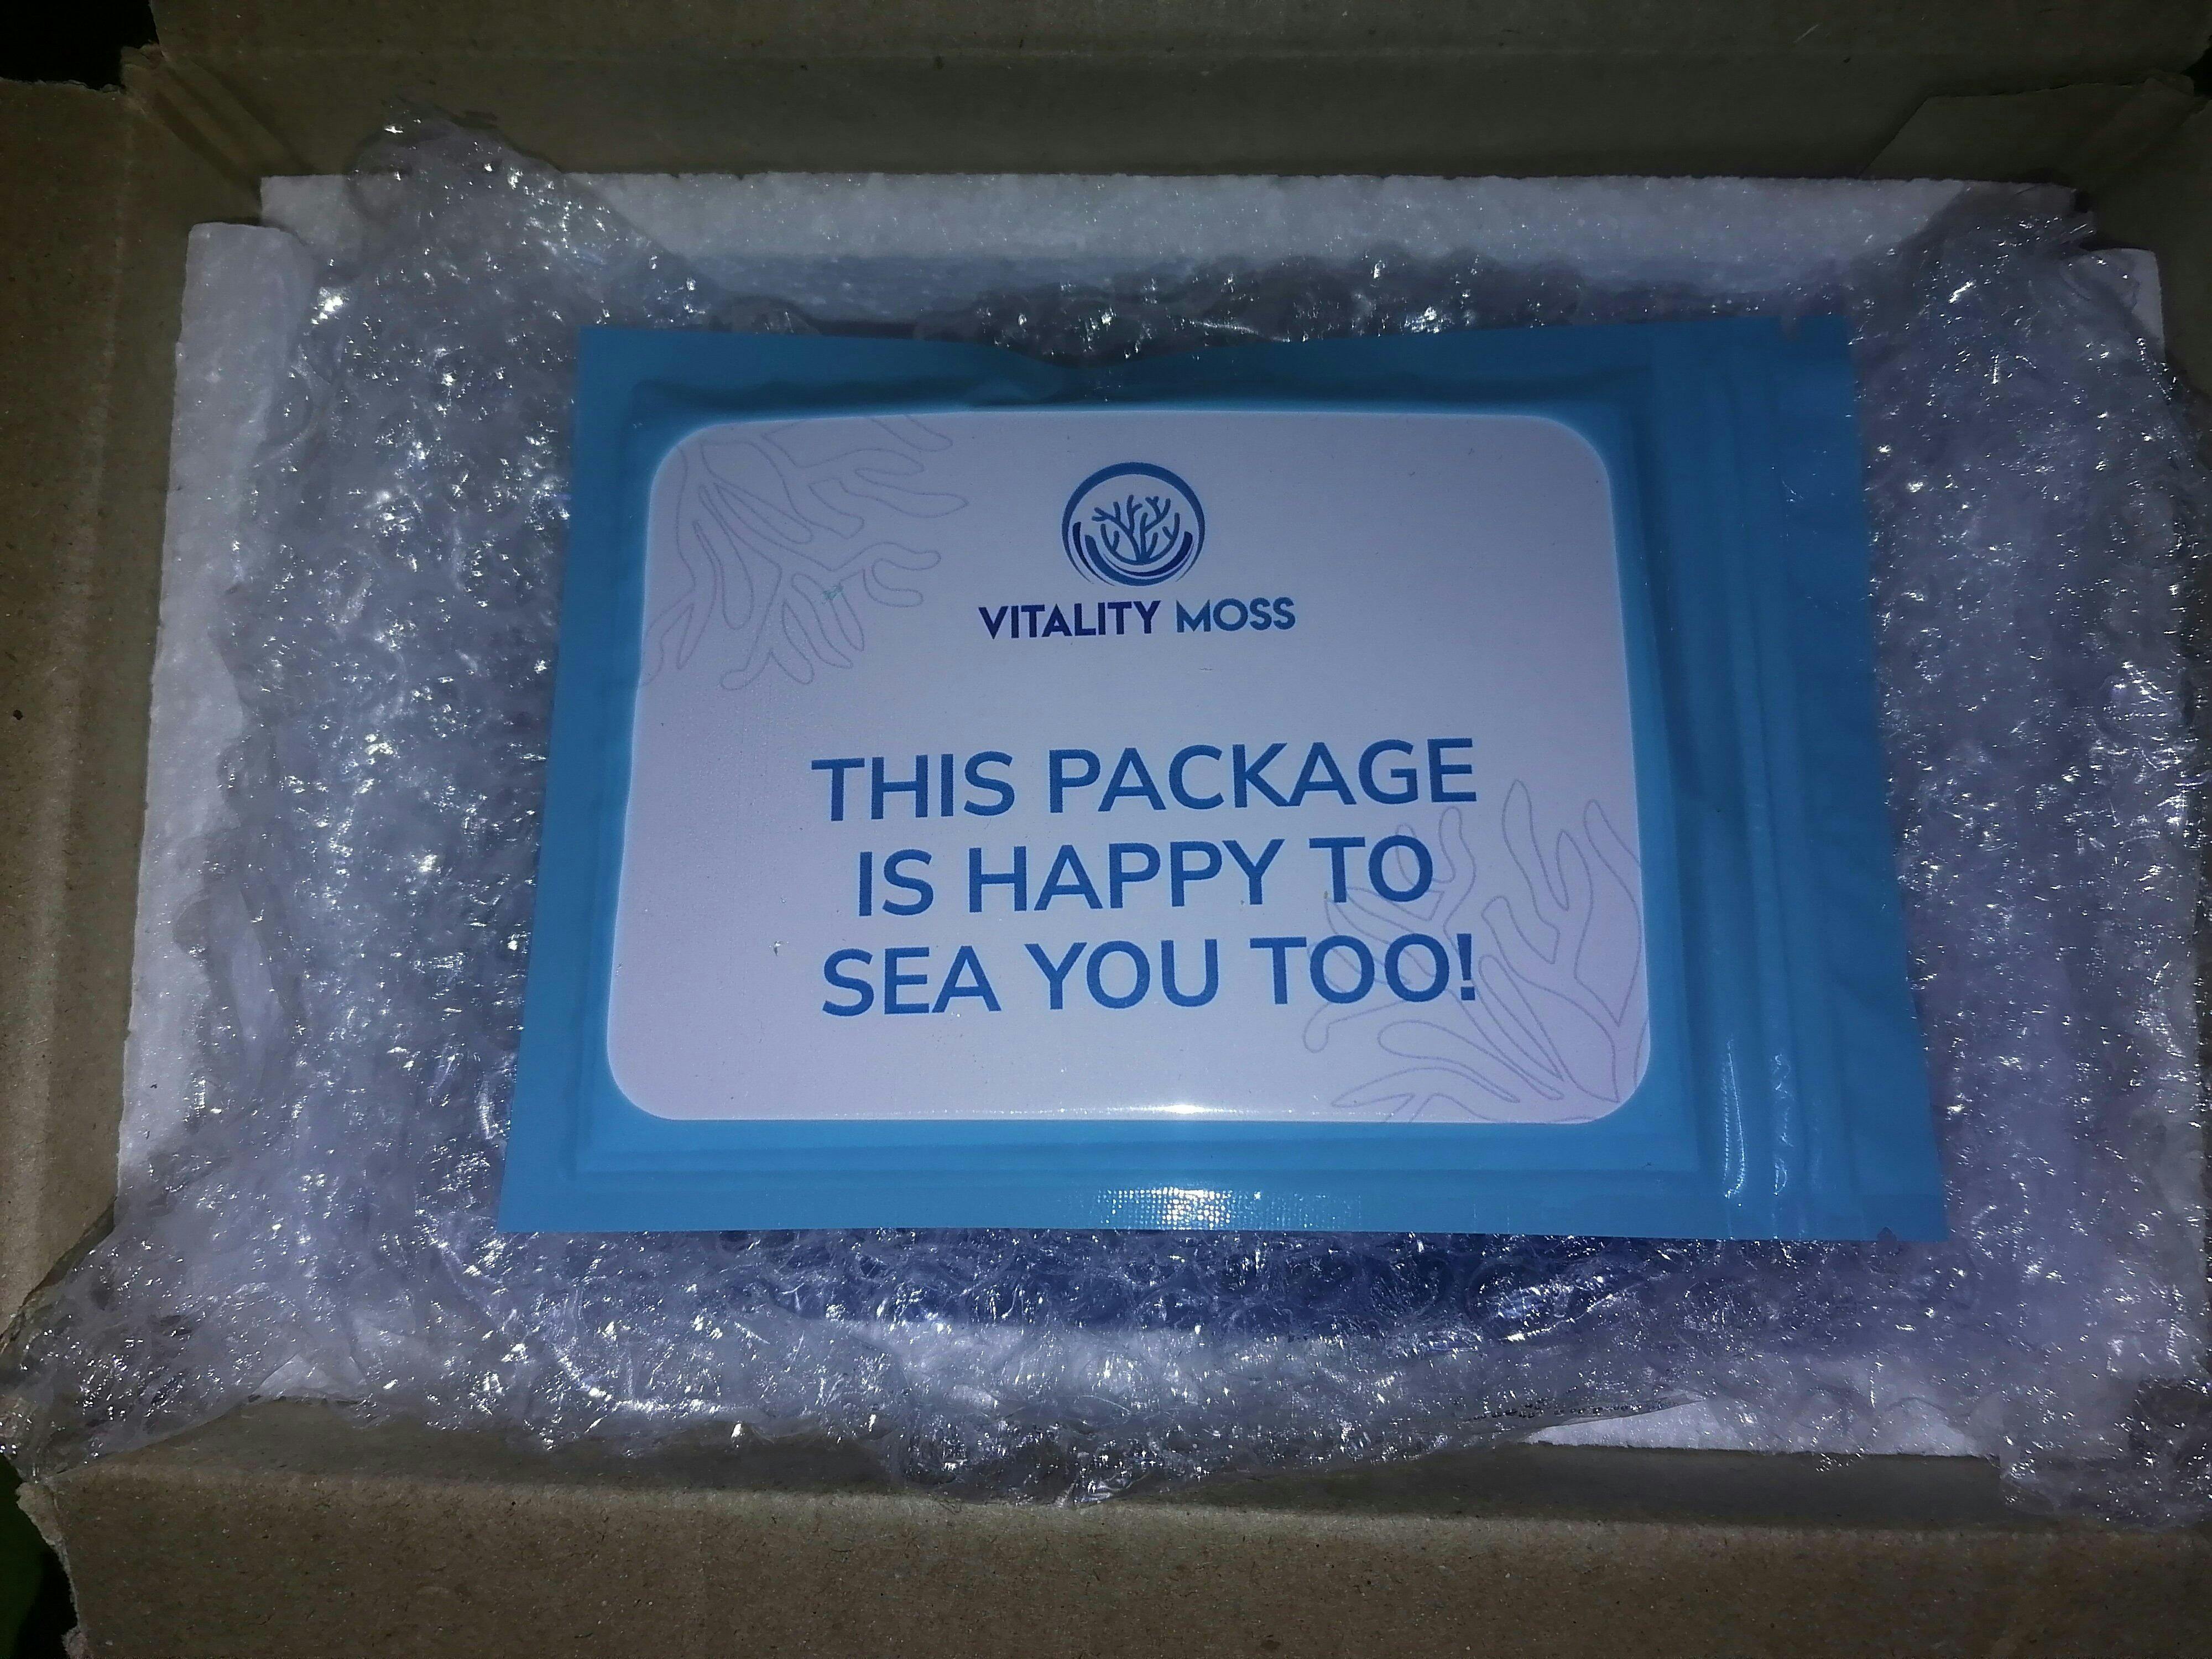 VITALITY MOSS
THIS PACKAGE
IS HAPPY TO
SEA YOU TOO!